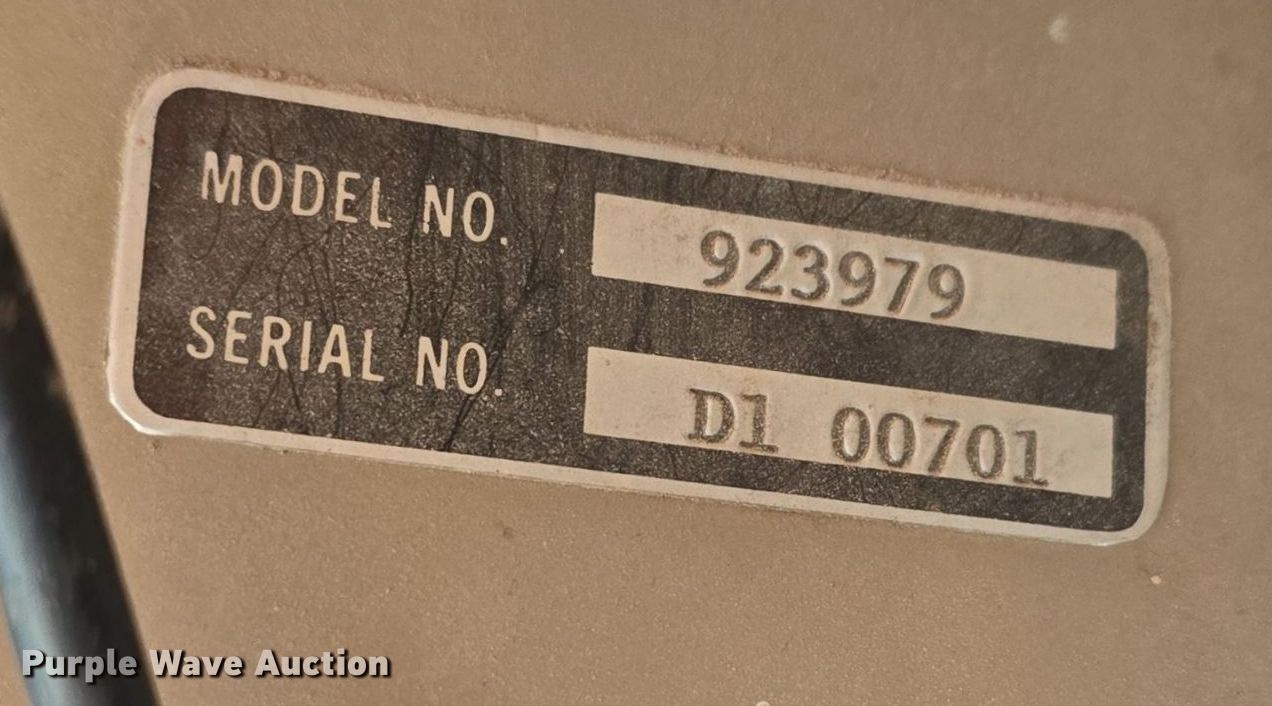 MODEL NO. 923979
SERIAL NO. D1 00701
Purple Wave Auction